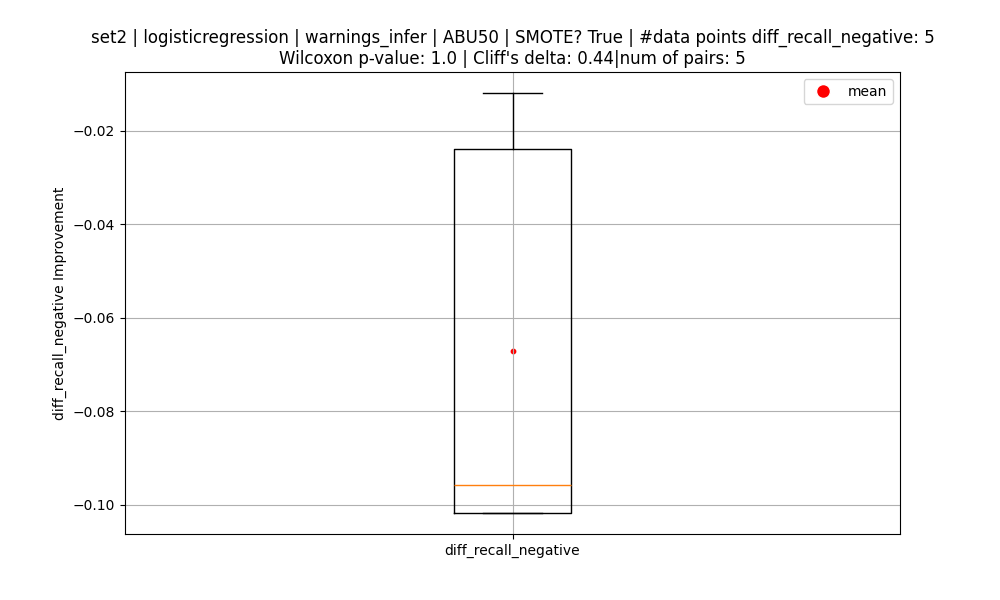 set2 | logisticregression | warnings_infer | ABU50 | SMOTE? True | #data points diff_recall_negative: 5
Wilcoxon p-value: 1.0 | Cliff's delta: 0.44|num of pairs: 5
mean
−0.02
−0.04
−0.06
−0.08
−0.10
diff_recall_negative Improvement
diff_recall_negative